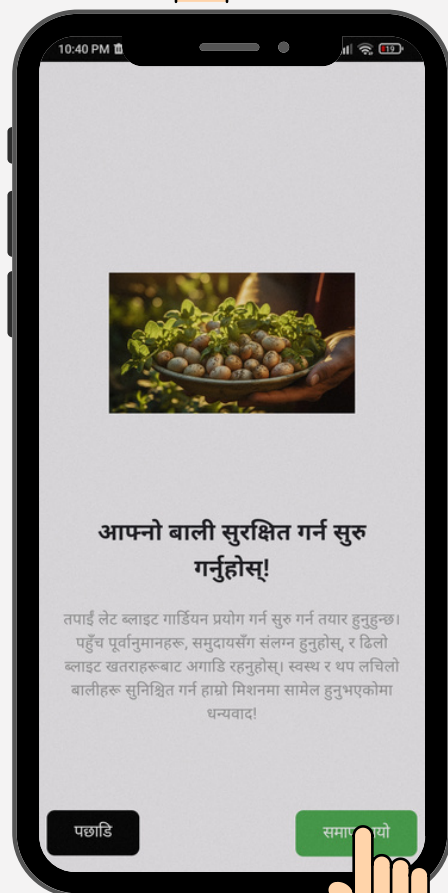 10:40 PM
19
आफ्नो बाली सुरक्षित गर्न सुरु
गर्नुहोस्!
तपाईं लेट ब्लाइट गार्डियन प्रयोग गर्न सुरु गर्न तयार हुनुहुन्छ।
पहुँच पूर्वानुमानहरू, समुदायसँग संलग्न हुनुहोस्, र ढिलो
ब्लाइट खतराहरूबाट अगाडि रहनुहोस्। स्वस्थ र थप लचिलो
बालीहरू सुनिश्चित गर्न हाम्रो मिशनमा सामेल हुनुभएकोमा
धन्यवाद!
पछाडि